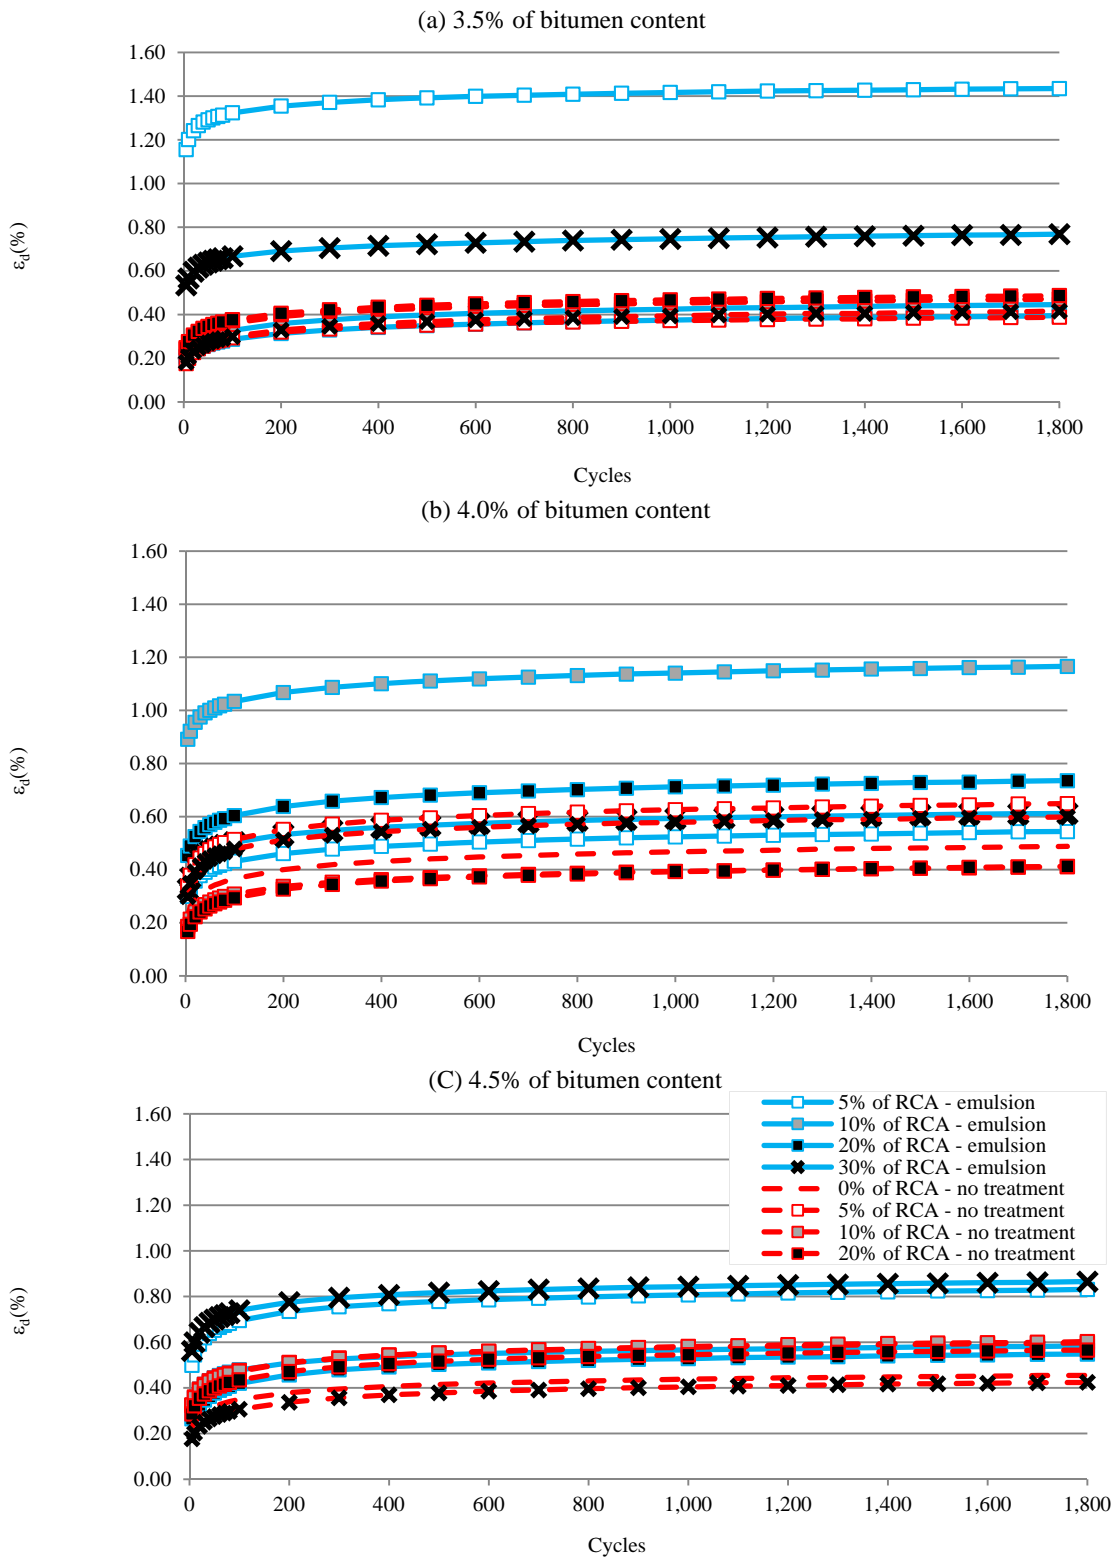 (a) 3.5% of bitumen content
1.60
1.40
1.20
1.00
0.80
0.60
0.40
0.20
0.00
εd(%)
0 200 400 600 800 1,000 1,200 1,400 1,600 1,800
Cycles
(b) 4.0% of bitumen content
1.60
1.40
1.20
1.00
0.80
0.60
0.40
0.20
0.00
εd(%)
0 200 400 600 800 1,000 1,200 1,400 1,600 1,800
Cycles
(C) 4.5% of bitumen content
5% of RCA - emulsion
10% of RCA - emulsion
20% of RCA - emulsion
30% of RCA - emulsion
0% of RCA - no treatment
5% of RCA - no treatment
10% of RCA - no treatment
20% of RCA - no treatment
1.60
1.40
1.20
1.00
0.80
0.60
0.40
0.20
0.00
εd(%)
0 200 400 600 800 1,000 1,200 1,400 1,600 1,800
Cycles